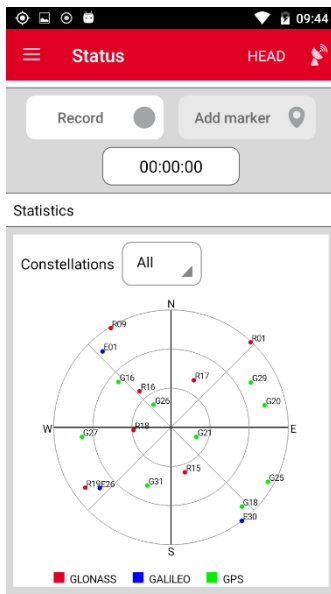 09:44
Status HEAD
Record Add marker
00:00:00
Statistics
Constellations All
N
R09
R01
E01
G16 R17 G29
R16
G26 G20
W R18 E
G27 G21
R15
R19 E26 G31 G25
G18
E30
S
GLONASS GALILEO GPS